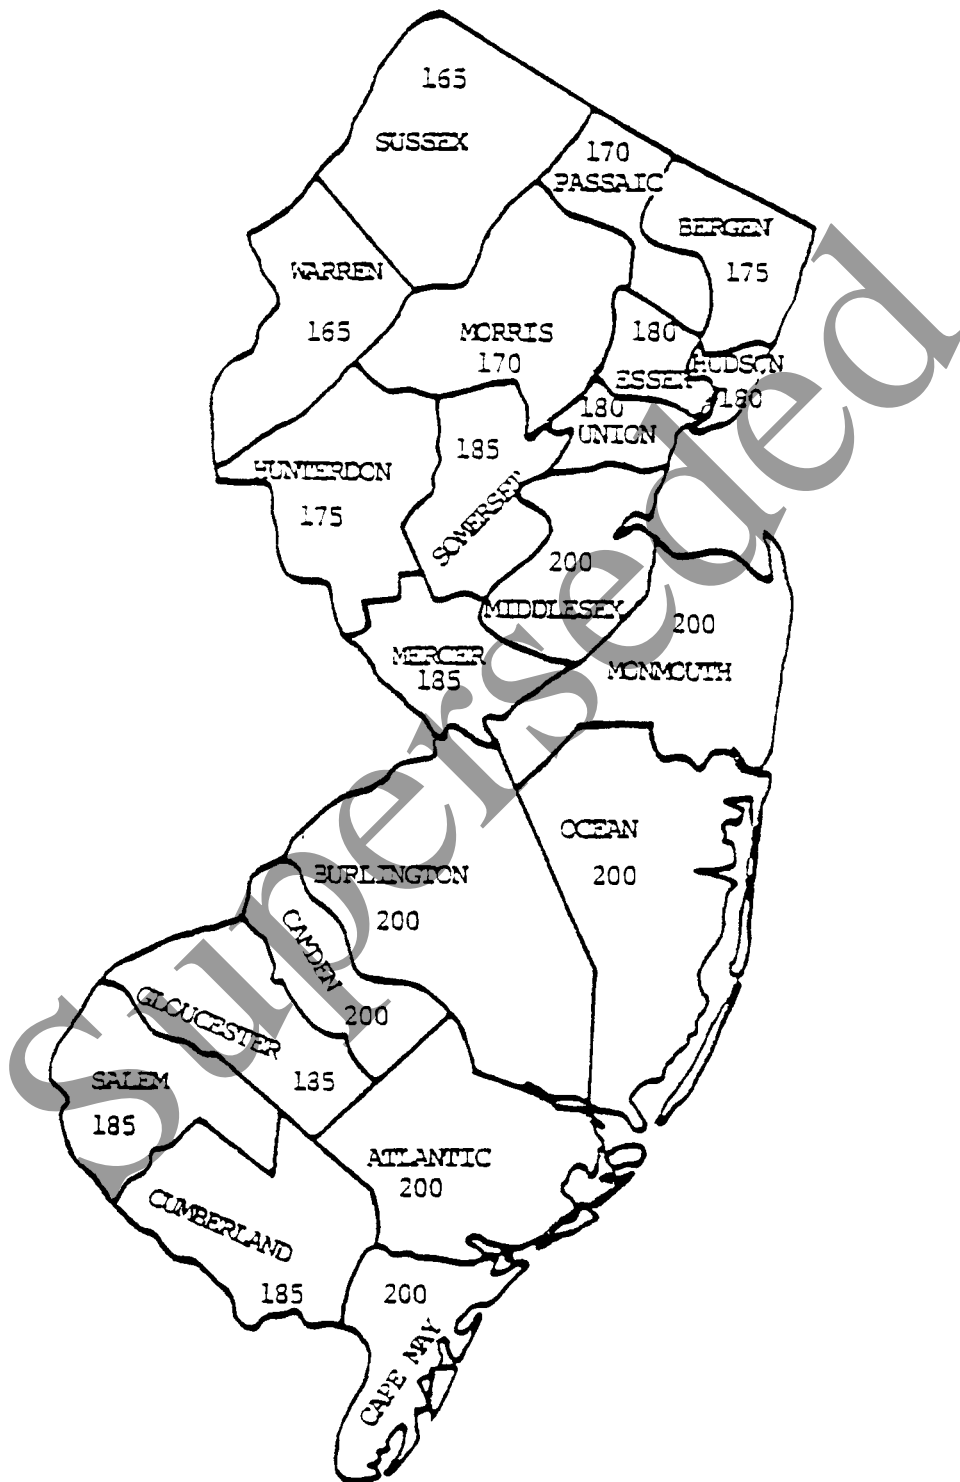 165
SUSSEX
170
PASSAIC
BERGEN
175
WARREN
165
MORRIS
170
180
ESSEX
HUDSON
180
180
UNION
185
SOMERSET
HUNTERDON
175
200
MIDDLESEX
200
MONMOUTH
MERCER
185
OCEAN
200
BURLINGTON
200
CAMDEN
200
GLOUCESTER
185
SALEM
185
ATLANTIC
200
CUMBERLAND
185
200
CAPE MAY
Superseded